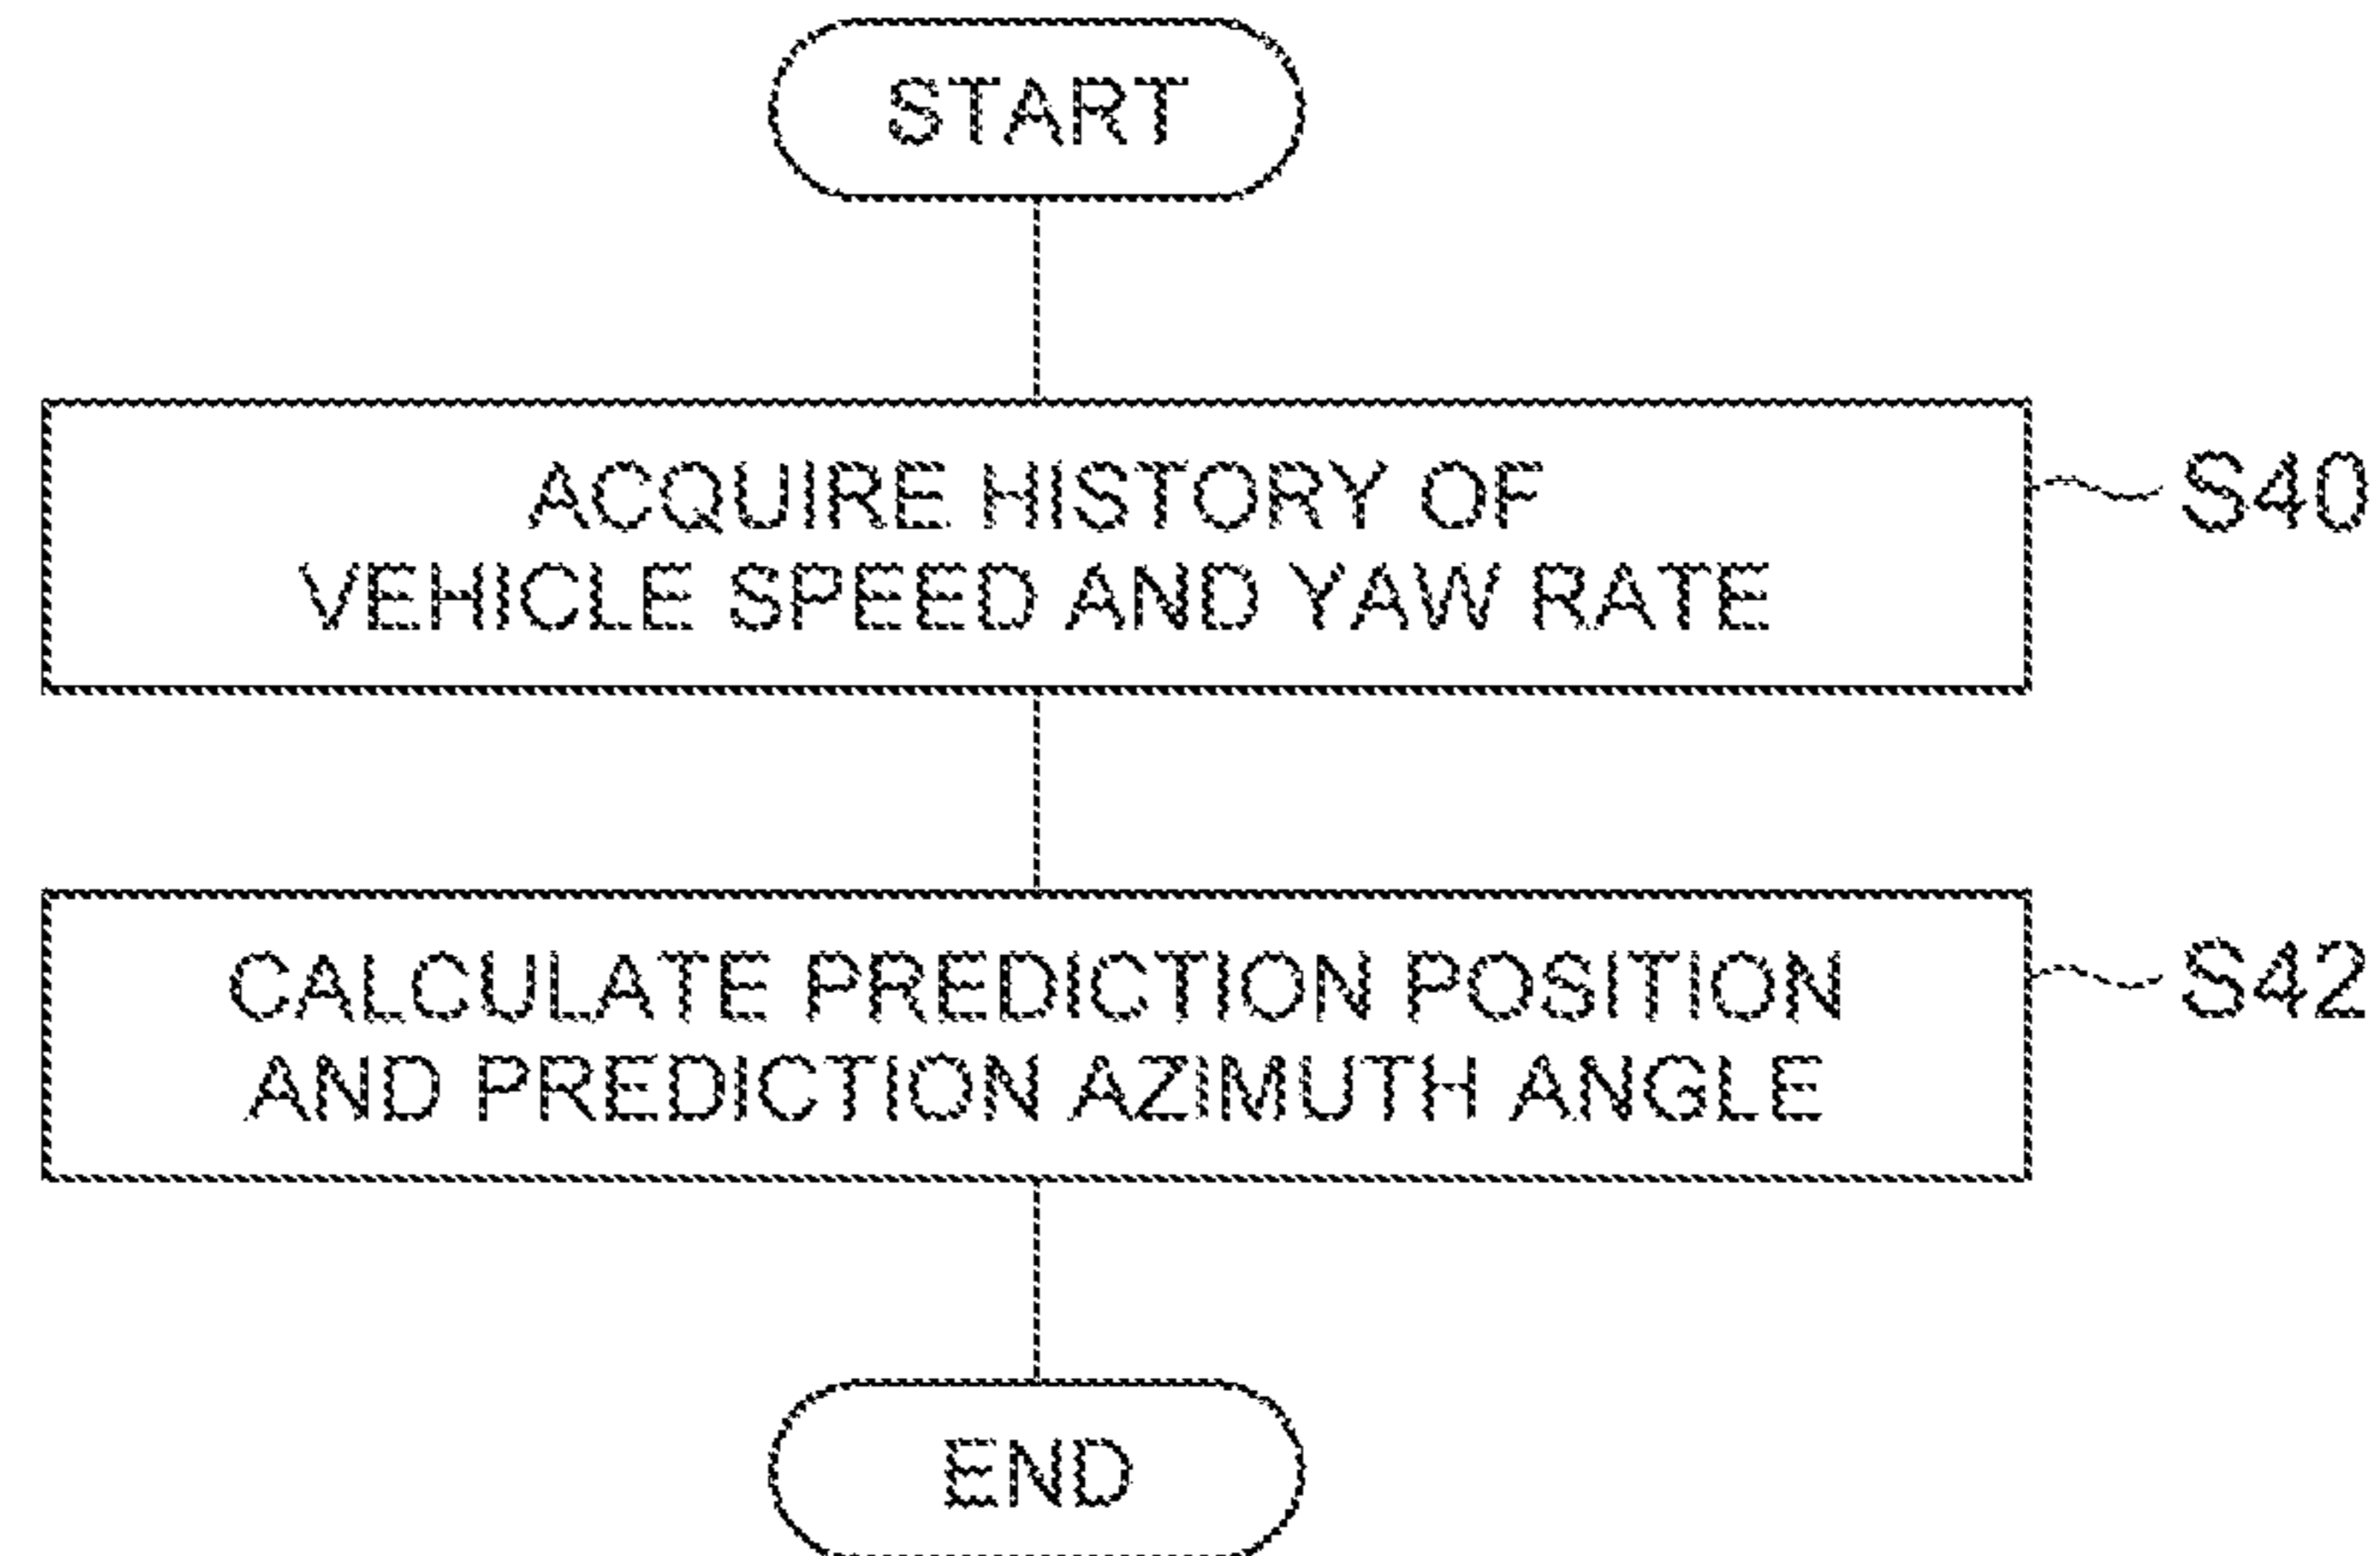 START
ACQUIRE HISTORY OF
VEHICLE SPEED AND YAW RATE
S40
CALCULATE PREDICTION POSITION
AND PREDICTION AZIMUTH ANGLE
S42
END